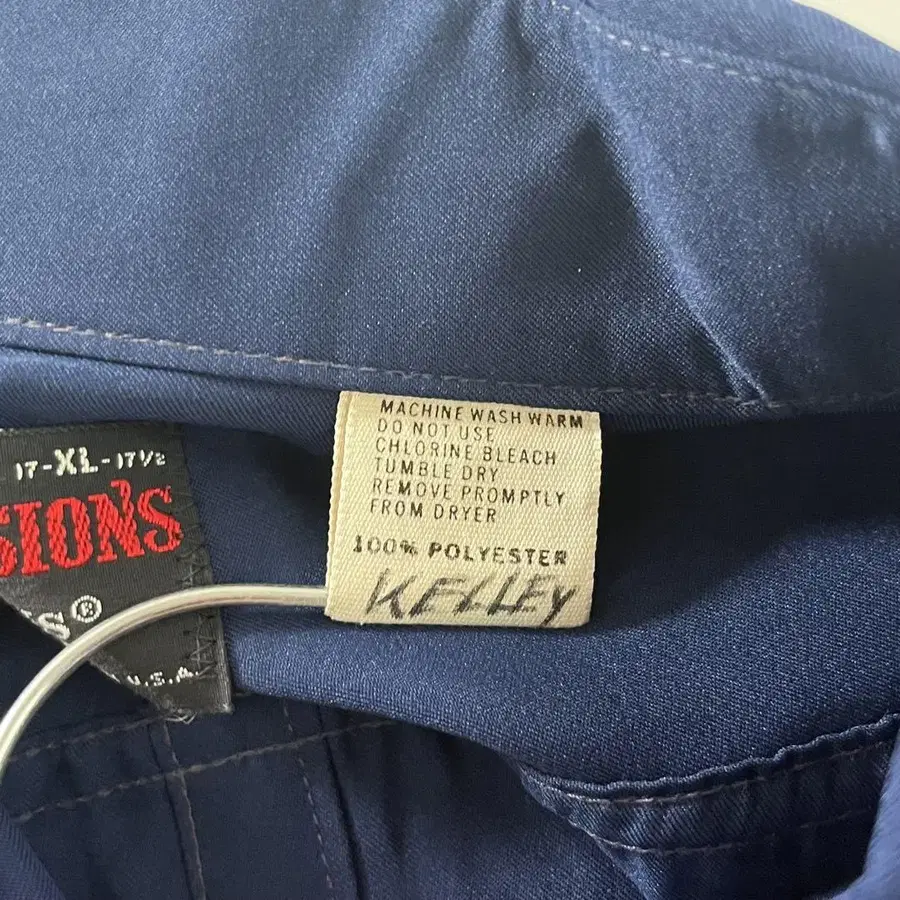 17-XL-17½
SION'S
S®
U.S.A.
MACHINE WASH WARM
DO NOT USE
CHLORINE BLEACH
TUMBLE DRY
REMOVE PROMPTLY
FROM DRYER
100% POLYESTER
KELLEY